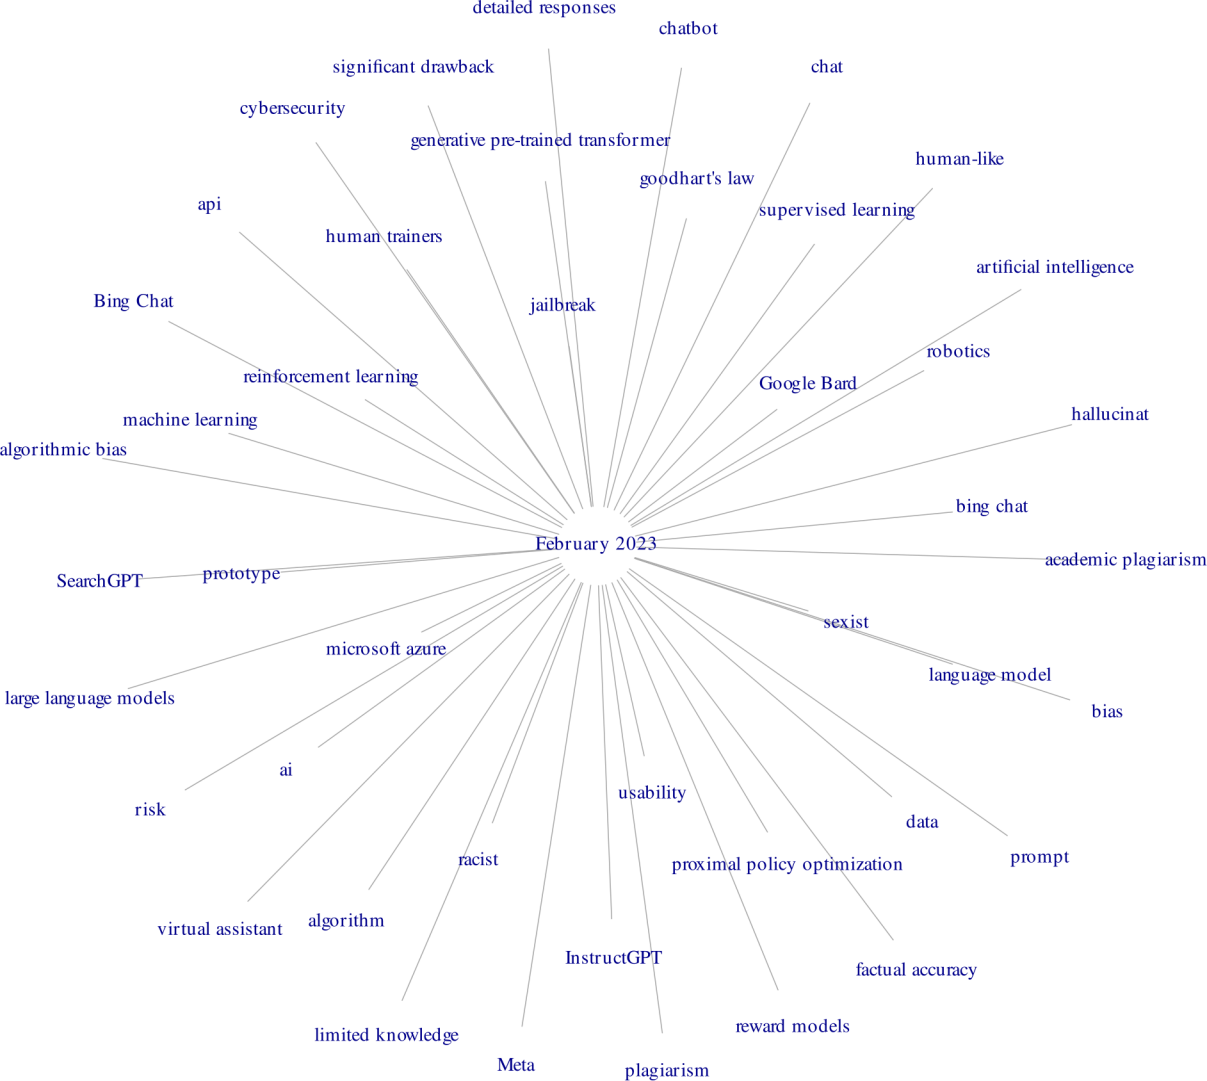 detailed responses
chatbot
significant drawback
chat
cybersecurity
generative pre-trained transformer
human-like
goodhart's law
api
supervised learning
human trainers
artificial intelligence
Bing Chat
jailbreak
robotics
reinforcement learning
Google Bard
hallucinat
machine learning
algorithmic bias
bing chat
February 2023
academic plagiarism
prototype
SearchGPT
sexist
microsoft azure
language model
large language models
bias
ai
usability
risk
data
prompt
racist
proximal policy optimization
algorithm
virtual assistant
InstructGPT
factual accuracy
reward models
limited knowledge
Meta
plagiarism